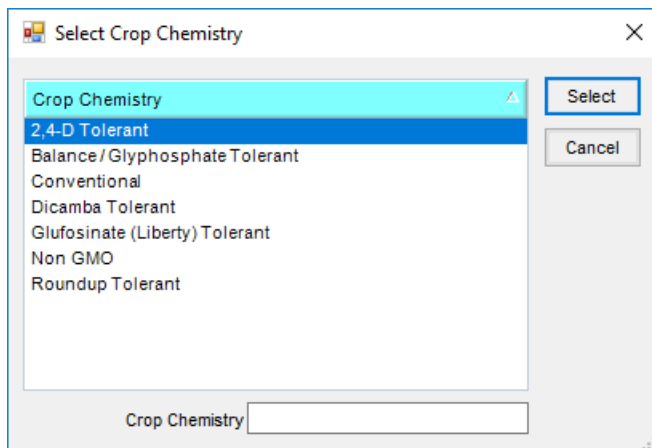 Select Crop Chemistry
Crop Chemistry
Select
2,4-D Tolerant
Balance / Glyphosphate Tolerant
Cancel
Conventional
Dicamba Tolerant
Glufosinate (Liberty) Tolerant
Non GMO
Roundup Tolerant
Crop Chemistry